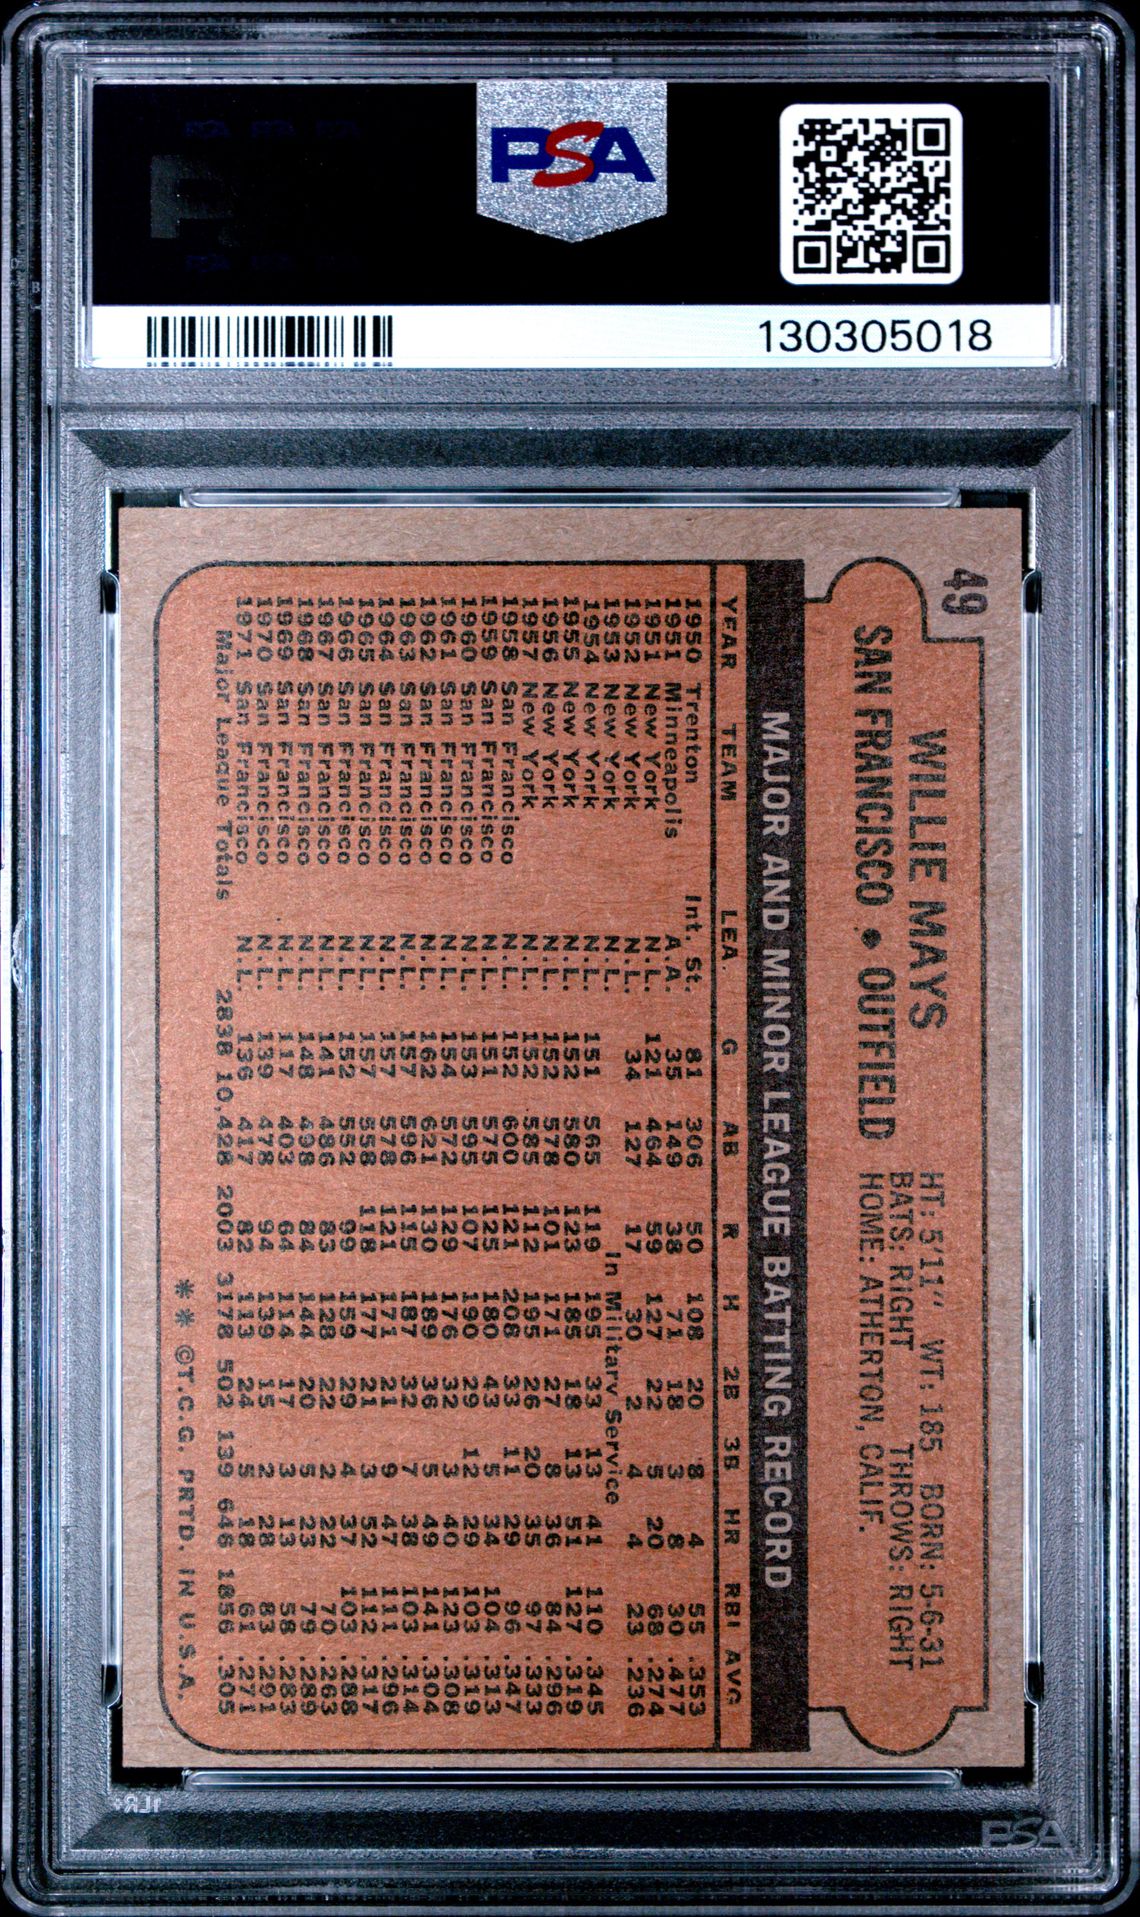 PSA
130305018
49
WILLIE MAYS
SAN FRANCISCO • OUTFIELD
HT: 5'11" WT: 185 BORN: 5-6-31
BATS: RIGHT THROWS: RIGHT
HOME: ATHERTON, CALIF.
MAJOR AND MINOR LEAGUE BATTING RECORD
YEAR TEAM LEA. G AB R H 2B 3B HR RBI AVG
1950 Trenton Int. St. 81 306 50 108 20 8 4 55 .353
1951 Minneapolis A.A. 35 149 38 71 18 3 8 30 .477
1951 New York N.L. 121 464 59 127 22 5 20 68 .274
1952 New York N.L. 34 127 17 30 2 4 4 23 .236
1953 New York N.L. In Military Service
1954 New York N.L. 151 565 119 195 33 13 41 110 .345
1955 New York N.L. 152 580 123 185 18 13 51 127 .319
1956 New York N.L. 152 578 101 171 27 8 36 84 .296
1957 New York N.L. 152 585 112 195 26 20 35 97 .333
1958 San Francisco N.L. 152 600 121 208 33 11 29 96 .347
1959 San Francisco N.L. 151 575 125 180 43 5 34 104 .313
1960 San Francisco N.L. 153 595 107 190 29 12 29 103 .319
1961 San Francisco N.L. 154 572 129 176 32 3 40 123 .308
1962 San Francisco N.L. 162 621 130 189 36 5 49 141 .304
1963 San Francisco N.L. 157 596 115 187 32 7 38 103 .314
1964 San Francisco N.L. 157 578 121 171 21 9 47 111 .296
1965 San Francisco N.L. 157 558 118 177 21 3 52 112 .317
1966 San Francisco N.L. 152 552 99 159 29 4 37 103 .288
1967 San Francisco N.L. 141 486 83 128 22 2 22 70 .263
1968 San Francisco N.L. 148 498 84 144 20 5 23 79 .289
1969 San Francisco N.L. 117 403 64 114 17 3 13 58 .283
1970 San Francisco N.L. 139 478 94 139 15 2 28 83 .291
1971 San Francisco N.L. 136 417 82 113 24 5 18 61 .271
Major League Totals 2838 10,428 2003 3178 502 139 646 1856 .305
** ©T.C.G. PRTD. IN U.S.A.
PSA